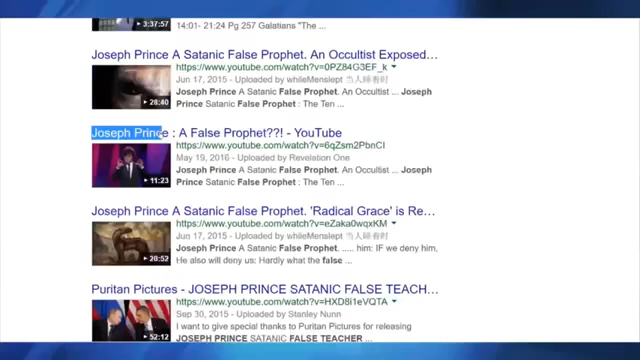 3:37:57
14:01- 21:24 Pg 257 Galatians "The ...
Joseph Prince A Satanic False Prophet. An Occultist Exposed…
https://www.youtube.com/watch?v=0PZ84G3EF_k
Jun 17, 2015 - Uploaded by whileMenslept 当人睡着时
Joseph Prince A Satanic False Prophet. An Occultist ... Joseph
Prince Satanic False Prophet : The Ten ...
28:40
Joseph Prince : A False Prophet??! - YouTube
https://www.youtube.com/watch?v=6qZsm2PbnCI
May 19, 2016 - Uploaded by Revelation One
Joseph Prince A Satanic False Prophet. An Occultist ... Joseph
Prince Satanic False Prophet : The Ten ...
11:23
Joseph Prince A Satanic False Prophet. 'Radical Grace' is Re…
https://www.youtube.com/watch?v=eZaka0wqxKM
Jun 17, 2015 - Uploaded by whileMenslept 当人睡着时
Joseph Prince A Satanic False Prophet. ..... him: IF we deny him,
He also will deny us: Hardly what the false ...
20:52
Puritan Pictures - JOSEPH PRINCE SATANIC FALSE TEACH…
https://www.youtube.com/watch?v=HXD8i1eVQTA
Sep 30, 2015 - Uploaded by Stanley Nunn
I want to give special thanks to Puritan Pictures for releasing
JOSEPH PRINCE SATANIC FALSE TEACHER ...
52:12